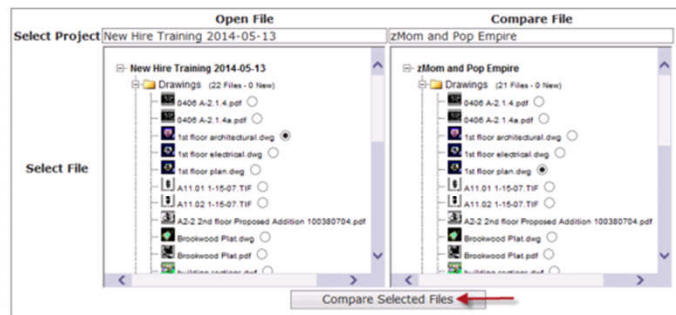 Open File Compare File
Select Project New Hire Training 2014-05-13 zMom and Pop Empire
New Hire Training 2014-05-13
Drawings (22 Files - 0 New)
0406 A-2.1.4.pdf
0406 A-2.1.4a.pdf
1st floor architectural.dwg
1st floor electrical.dwg
1st floor plan.dwg
A11.01 1-15-07.TIF
A11.02 1-15-07.TIF
A2-2 2nd floor Proposed Addition 100380704.pdf
Brookwood Plat.dwg
Brookwood Plat.pdf
building sections.dwf
zMom and Pop Empire
Drawings (21 Files - 0 New)
0406 A-2.1.4.pdf
0406 A-2.1.4a.pdf
1st floor architectural.dwg
1st floor electrical.dwg
1st floor plan.dwg
A11.01 1-15-07.TIF
A11.02 1-15-07.TIF
A2-2 2nd floor Proposed Addition 100380704.pdf
Brookwood Plat.dwg
Brookwood Plat.pdf
building sections.dwf
Select File
Compare Selected Files